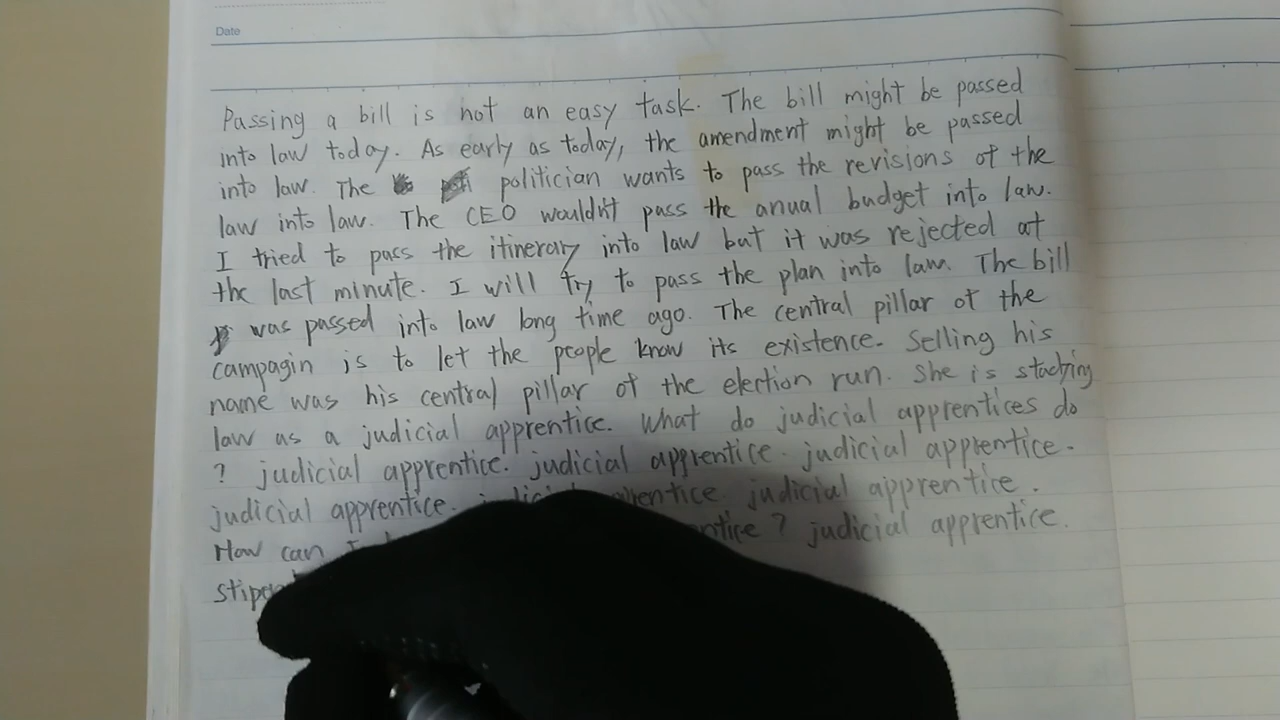 Date
Passing a bill is not an easy task. The bill might be passed
into law today. As early as today, the amendment might be passed
into law. The politician wants to pass the revisions of the
law into law. The CEO wouldn't pass the anual budget into law.
I tried to pass the itinerary into law but it was rejected at
the last minute. I will try to pass the plan into law. The bill
was passed into law long time ago. The central pillar of the
campagin is to let the people know its existence. Selling his
name was his central pillar of the election run. She is
law as a judicial apprentice. What do judicial apprentices do
? judicial apprentice. judicial apprentice. judicial apprentice.
judicial apprentice. judicial apprentice.
How can I ? judicial apprentice.